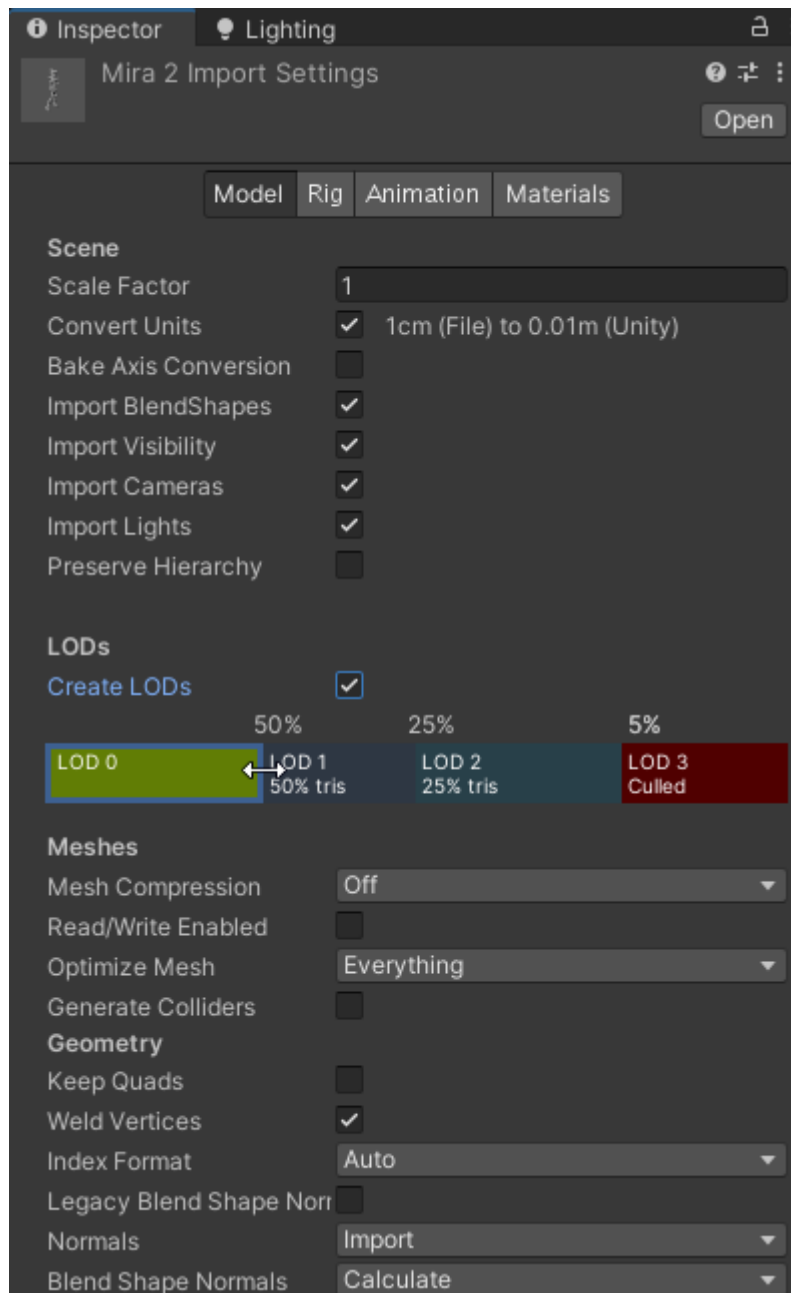 Inspector Lighting
Mira 2 Import Settings
Open
Model Rig Animation Materials
Scene
Scale Factor 1
Convert Units 1cm (File) to 0.01m (Unity)
Bake Axis Conversion
Import BlendShapes
Import Visibility
Import Cameras
Import Lights
Preserve Hierarchy
LODs
Create LODs
50% 25% 5%
LOD 0 LOD 1 LOD 2 LOD 3
50% tris 25% tris Culled
Meshes
Mesh Compression Off
Read/Write Enabled
Optimize Mesh Everything
Generate Colliders
Geometry
Keep Quads
Weld Vertices
Index Format Auto
Legacy Blend Shape Norr
Normals Import
Blend Shape Normals Calculate